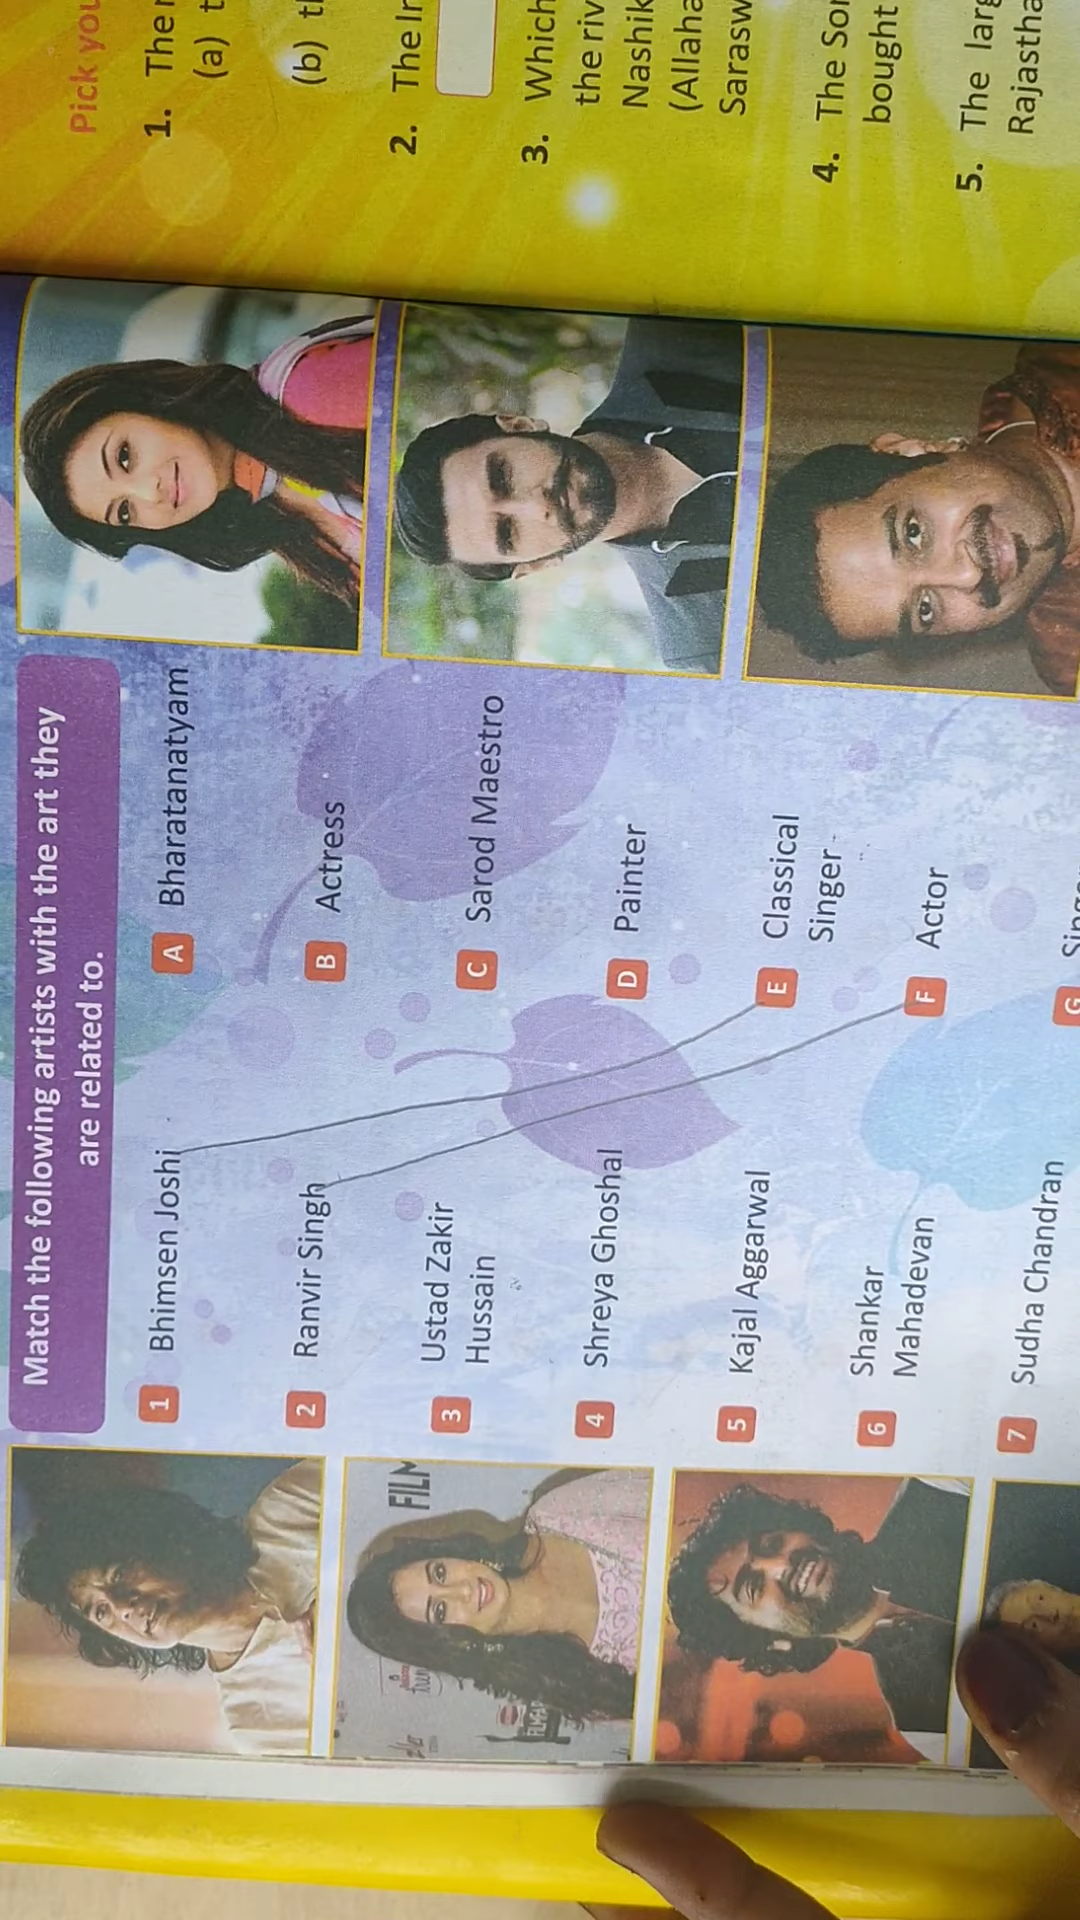 Match the following artists with the art they
are related to.
1 Bhimsen Joshi
A Bharatanatyam
2 Ranvir Singh
B Actress
3 Ustad Zakir
Hussain
C Sarod Maestro
4 Shreya Ghoshal
D Painter
5 Kajal Aggarwal
E Classical
Singer
6 Shankar
Mahadevan
F Actor
7 Sudha Chandran
G
FILM
Pick you
1. The
(a) t
(b) t
2. The
3. Which
the riv
Nashik
(Allaha
Sarasw
4. The
bought
5. The
Rajastha